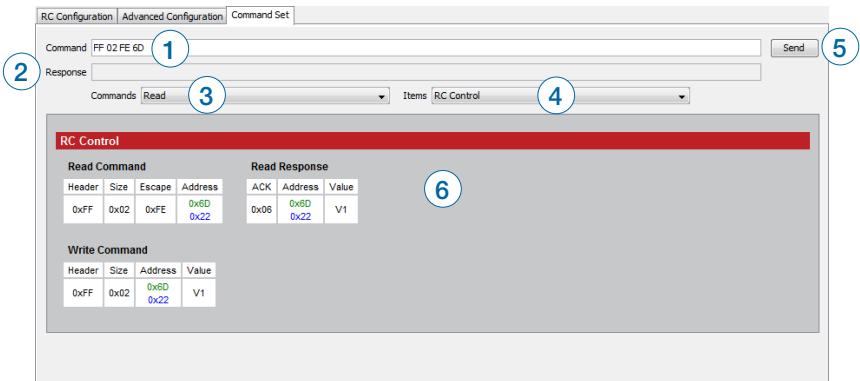 RC Configuration Advanced Configuration Command Set
Command FF 02 FE 6D 1 Send 5
2 Response
Commands Read 3 Items RC Control 4
RC Control
Read Command Read Response
Header Size Escape Address ACK Address Value 6
0xFF 0x02 0xFE 0x6D 0x22 0x06 0x6D 0x22 V1
Write Command
Header Size Address Value
0xFF 0x02 0x6D 0x22 V1